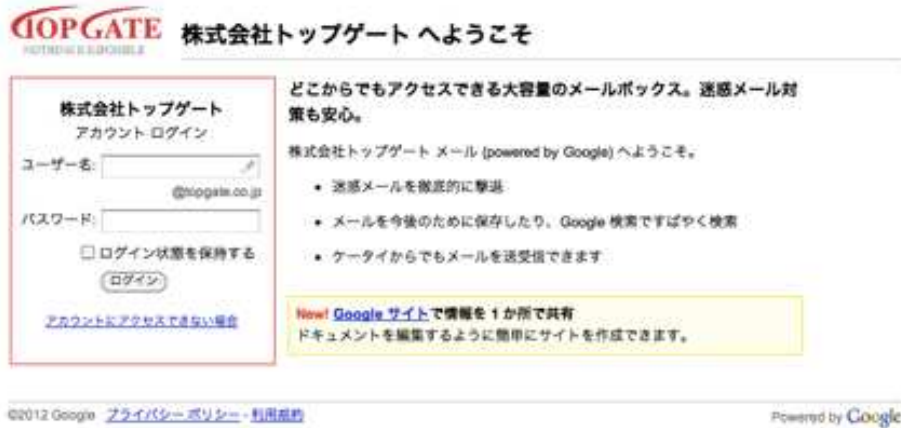 TOPGATE
株式会社トップゲート へようこそ
株式会社トップゲート
アカウント ログイン
ユーザー名:
@topgate.co.jp
パスワード:
ログイン状態を保持する
ログイン
アカウントにアクセスできない場合
どこからでもアクセスできる大容量のメールボックス。迷惑メール対
策も安心。
株式会社トップゲート メール (powered by Google) へようこそ。
• 迷惑メールを徹底的に撃退
• メールを今後のために保存したり、Google 検索ですばやく検索
• ケータイからでもメールを送受信できます
New! Google サイトで情報を 1 か所で共有
ドキュメントを編集するように簡単にサイトを作成できます。
©2012 Google プライバシー ポリシー - 利用規約
Powered by Google